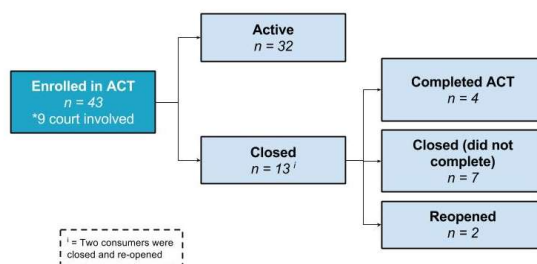 Active
n = 32
Enrolled in ACT
n = 43
*9 court involved
Completed ACT
n = 4
Closed
n = 13 i
Closed (did not
complete)
n = 7
Reopened
n = 2
i = Two consumers were
closed and re-opened